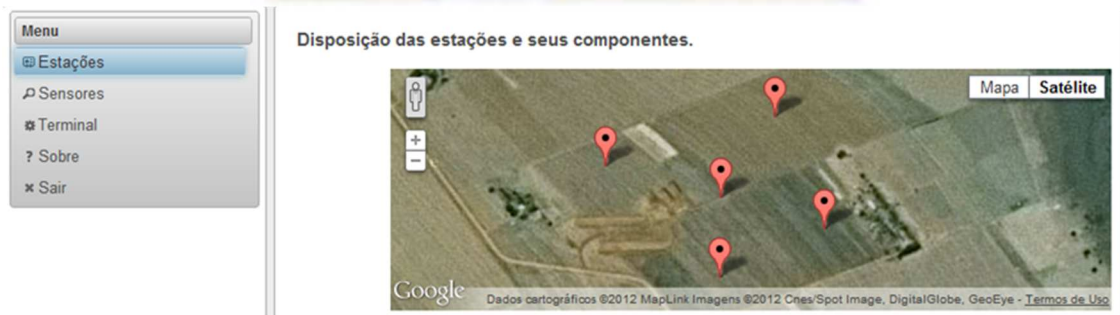 Menu
Estações
Sensores
Terminal
? Sobre
Sair
Disposição das estações e seus componentes.
Mapa Satélite
Google
Dados cartográficos ©2012 MapLink Imagens ©2012 Cnes/Spot Image, DigitalGlobe, GeoEye - Termos de Uso